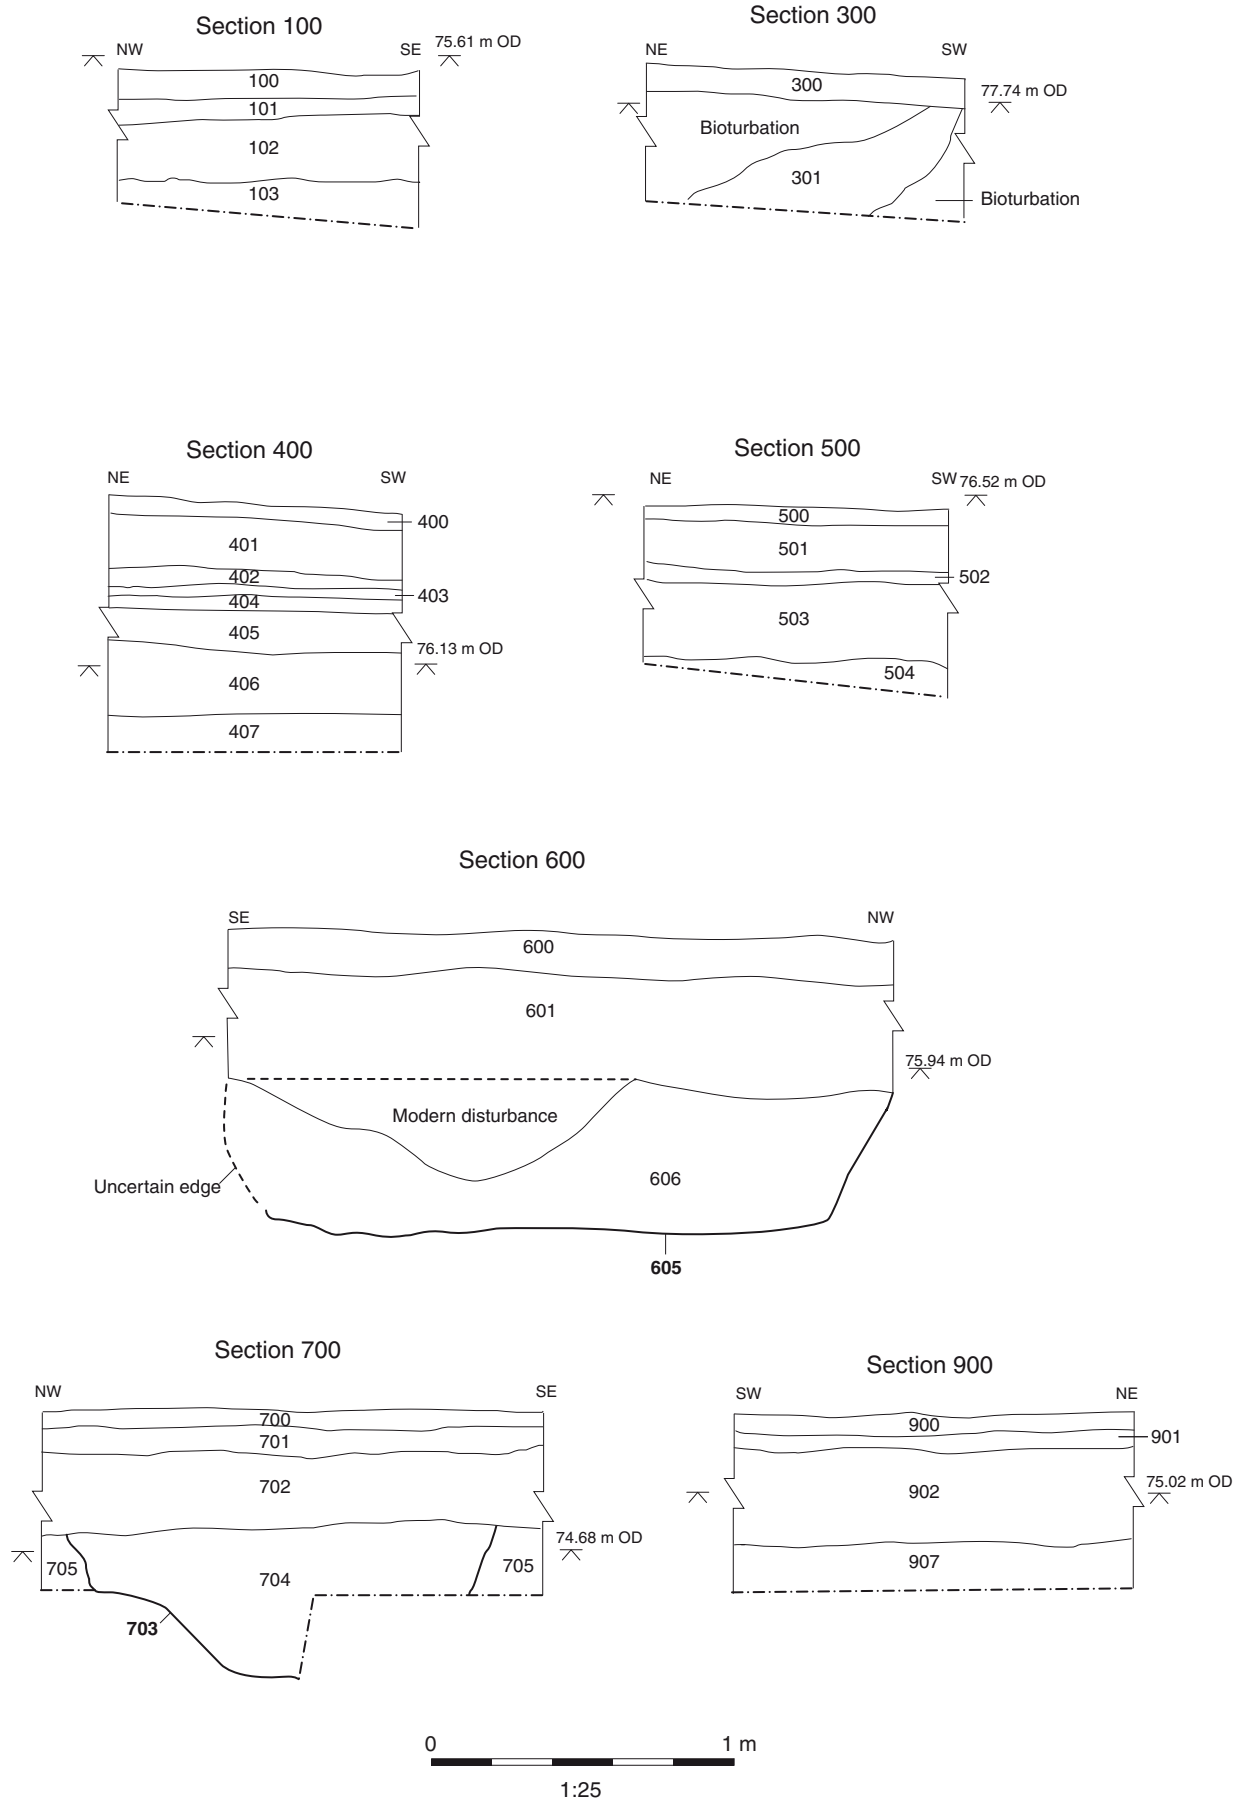 Section 100
NW
SE
75.61 m OD
100
101
102
103
Section 300
NE
SW
77.74 m OD
300
Bioturbation
301
Bioturbation
Section 400
NE
SW
400
401
402
403
404
405
76.13 m OD
406
407
Section 500
NE
SW
76.52 m OD
500
501
502
503
504
Section 600
SE
NW
600
601
75.94 m OD
Modern disturbance
Uncertain edge
606
605
Section 700
NW
SE
700
701
702
74.68 m OD
705
704
705
703
Section 900
SW
NE
900
901
902
75.02 m OD
907
0
1 m
1:25